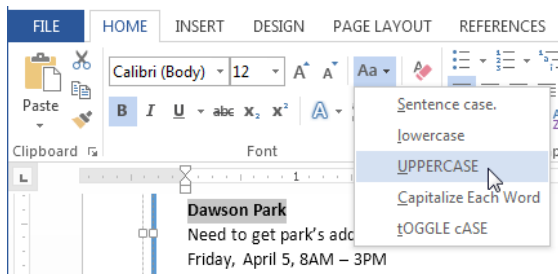 FILE HOME INSERT DESIGN PAGE LAYOUT REFERENCES
Calibri (Body) 12 A A Aa
Paste
B I U abc X₂ X² A
Clipboard Font
Sentence case.
lowercase
UPPERCASE
Capitalize Each Word
tOGGLE cASE
L 1
Dawson Park
Need to get park's
Friday, April 5, 8AM – 3PM